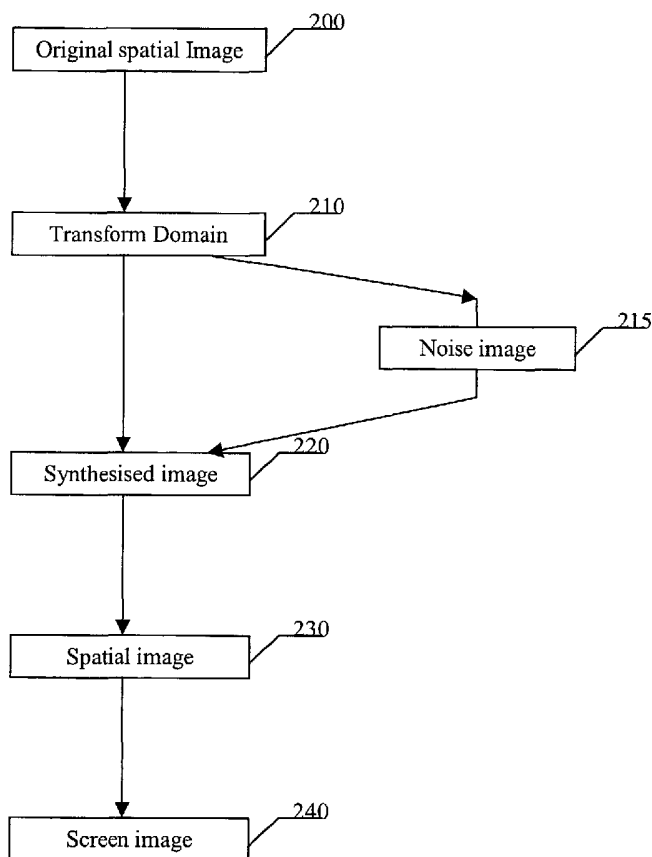 200
Original spatial Image
210
Transform Domain
215
Noise image
220
Synthesised image
230
Spatial image
240
Screen image